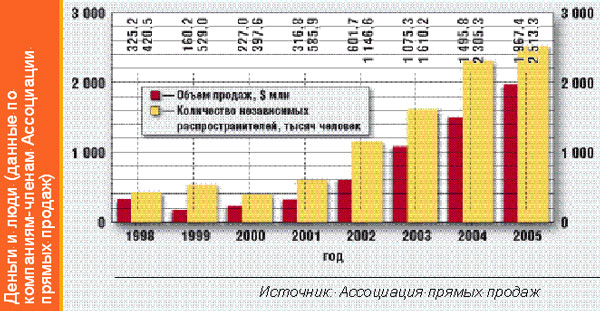 Деньги и люди (данные по
компаниям-членам Ассоциации
прямых продаж)
3 000 325,2 420,5 160,2 529,0 227,0 397,6 316,8 585,9 601,7 1 146,6 1 075,3 1 610,2 1 495,8 2 305,3 1 967,4 2 513,3 3 000
2 000 2 000
Объем продаж, $ млн
Количество независимых
распространителей, тысяч человек
1 000 1 000
0 0
1998 1999 2000 2001 2002 2003 2004 2005
год
Источник: Ассоциация прямых продаж